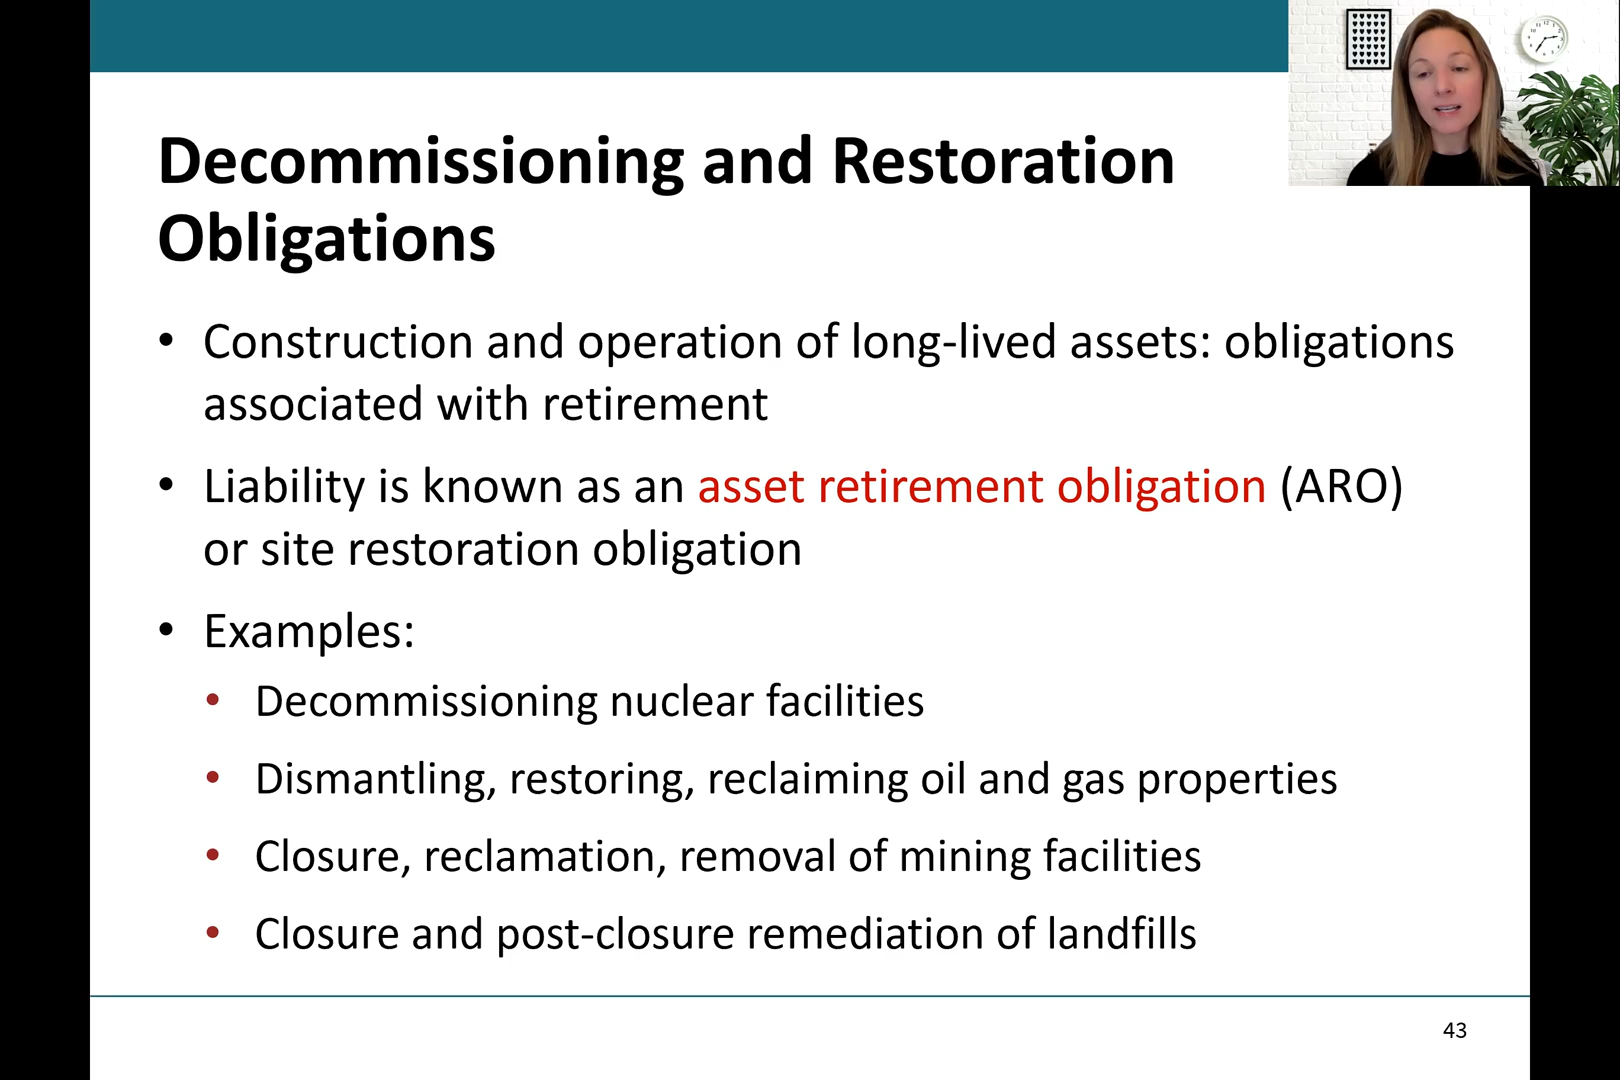 Decommissioning and Restoration
Obligations
• Construction and operation of long-lived assets: obligations
associated with retirement
• Liability is known as an asset retirement obligation (ARO)
or site restoration obligation
• Examples:
• Decommissioning nuclear facilities
• Dismantling, restoring, reclaiming oil and gas properties
• Closure, reclamation, removal of mining facilities
• Closure and post-closure remediation of landfills
43